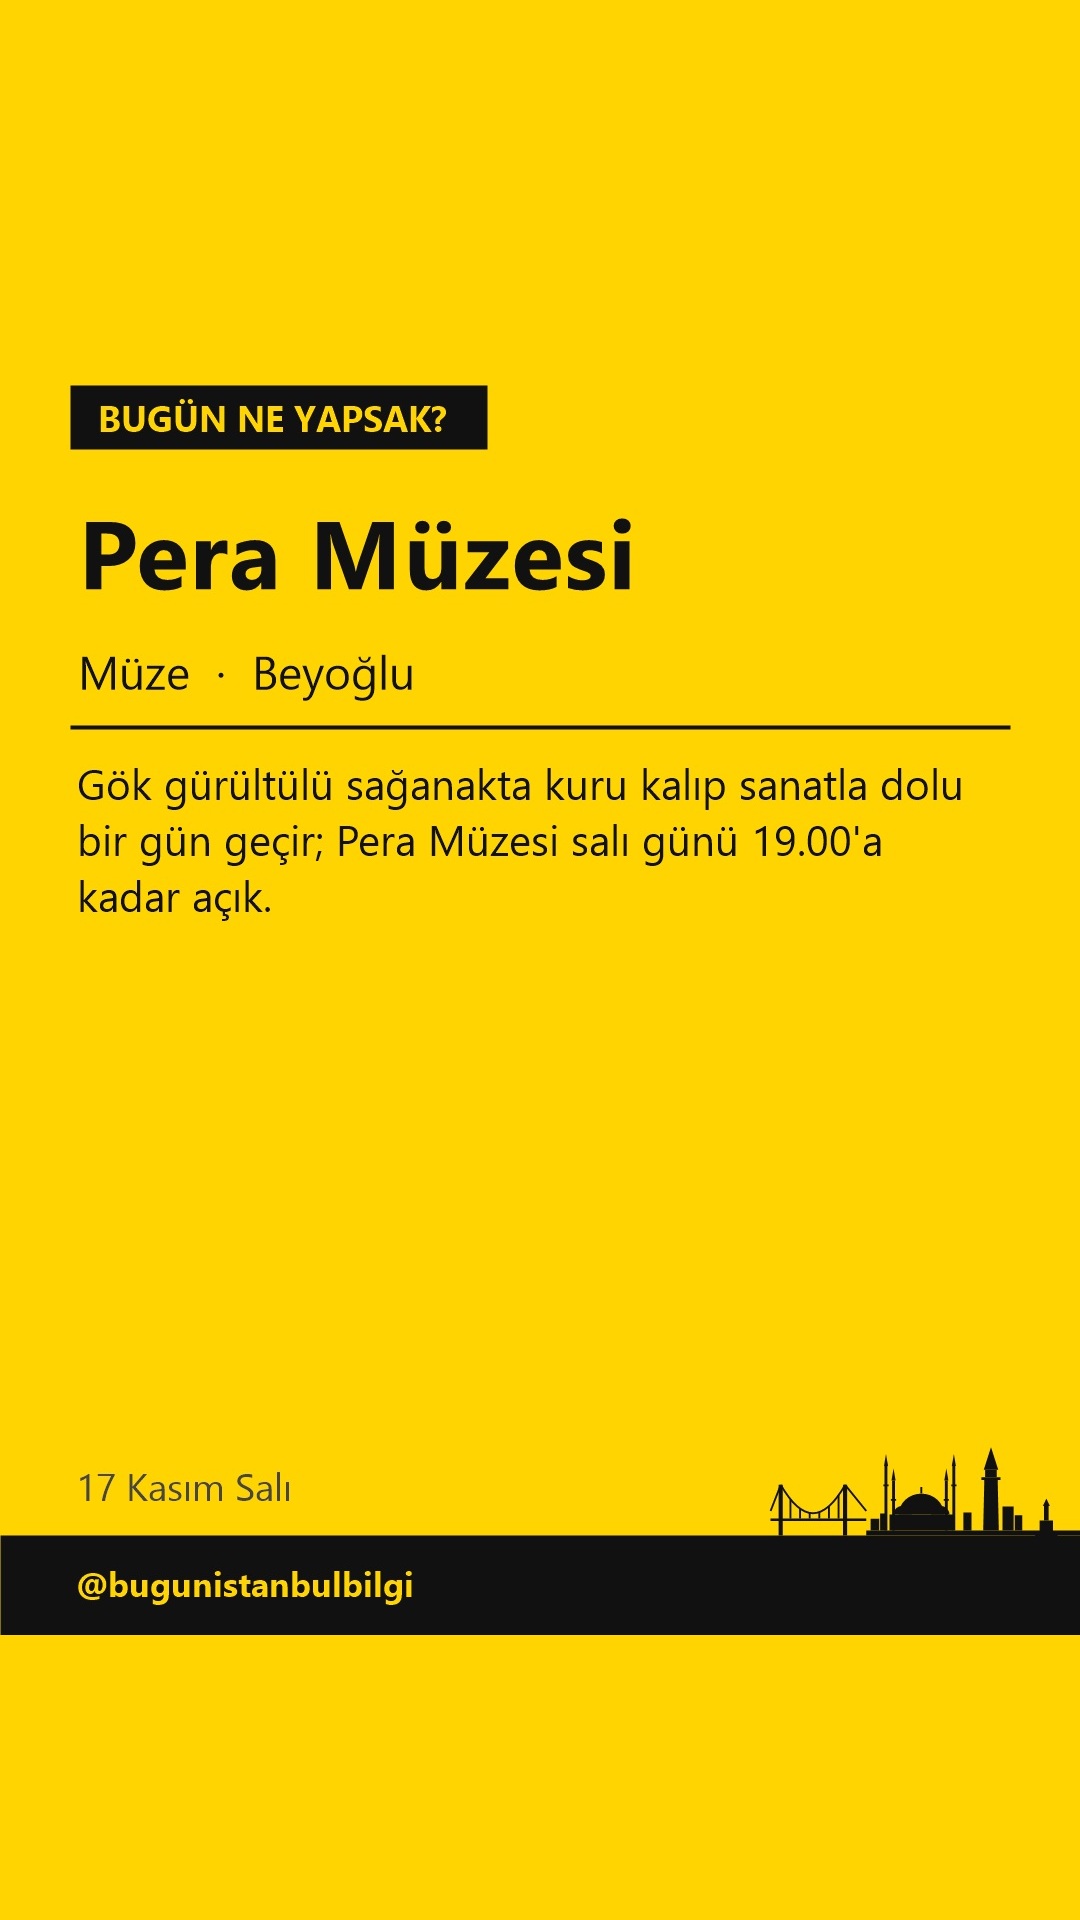 BUGÜN NE YAPSAK?
Pera Müzesi
Müze · Beyoğlu
Gök gürültülü sağanakta kuru kalıp sanatla dolu
bir gün geçir; Pera Müzesi salı günü 19.00'a
kadar açık.
17 Kasım Salı
@bugunistanbulbilgi